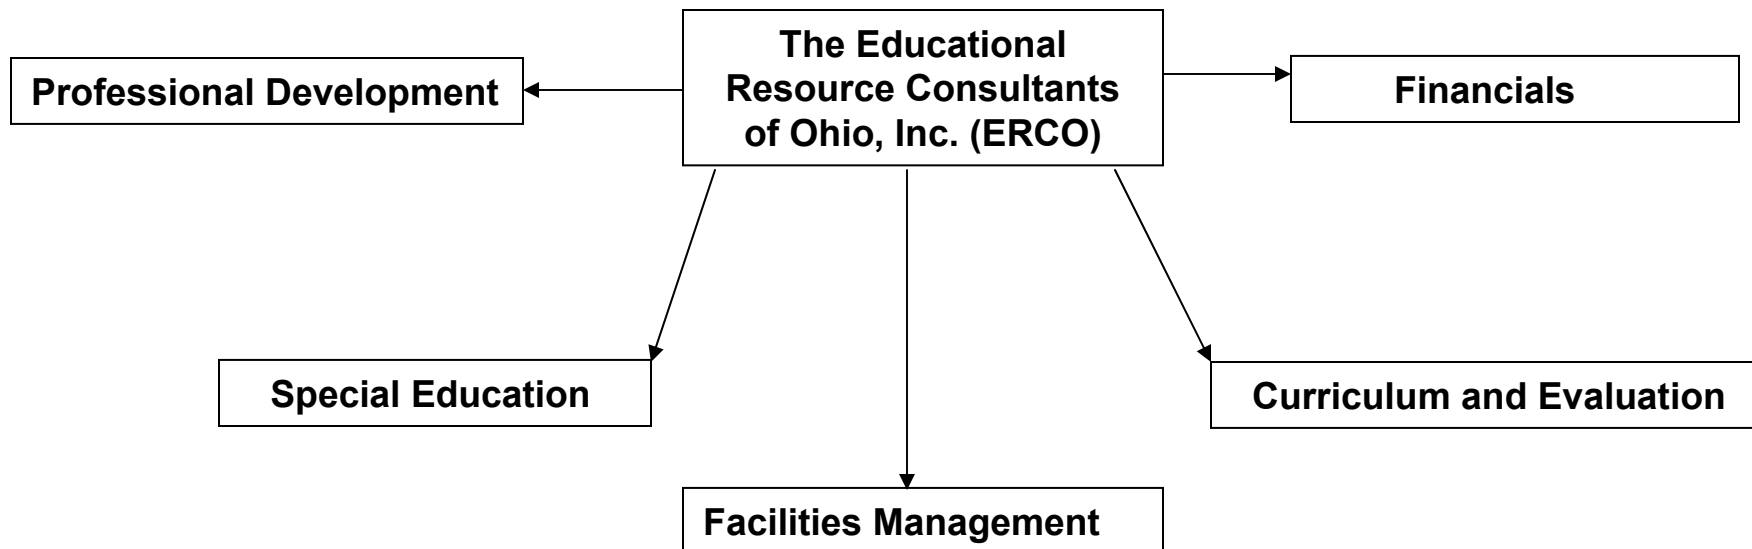 The Educational
Resource Consultants
of Ohio, Inc. (ERCO)
Professional Development
Financials
Special Education
Curriculum and Evaluation
Facilities Management